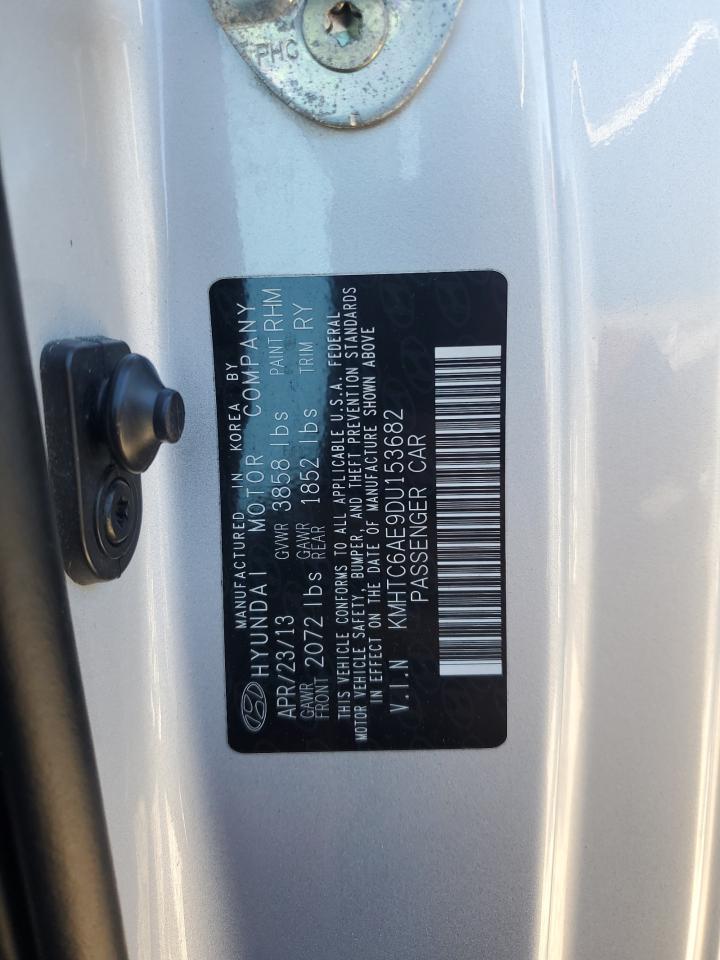 PHC
MANUFACTURED IN KOREA BY
HYUNDAI MOTOR COMPANY
APR/23/13 GVWR 3858 lbs PAINT RHM
GAWR FRONT 2072 lbs GAWR REAR 1852 lbs TRIM RY
THIS VEHICLE CONFORMS TO ALL APPLICABLE U.S.A. FEDERAL
MOTOR VEHICLE SAFETY, BUMPER, AND THEFT PREVENTION STANDARDS
IN EFFECT ON THE DATE OF MANUFACTURE SHOWN ABOVE
V.I.N KMHTC6AE9DU153682
PASSENGER CAR